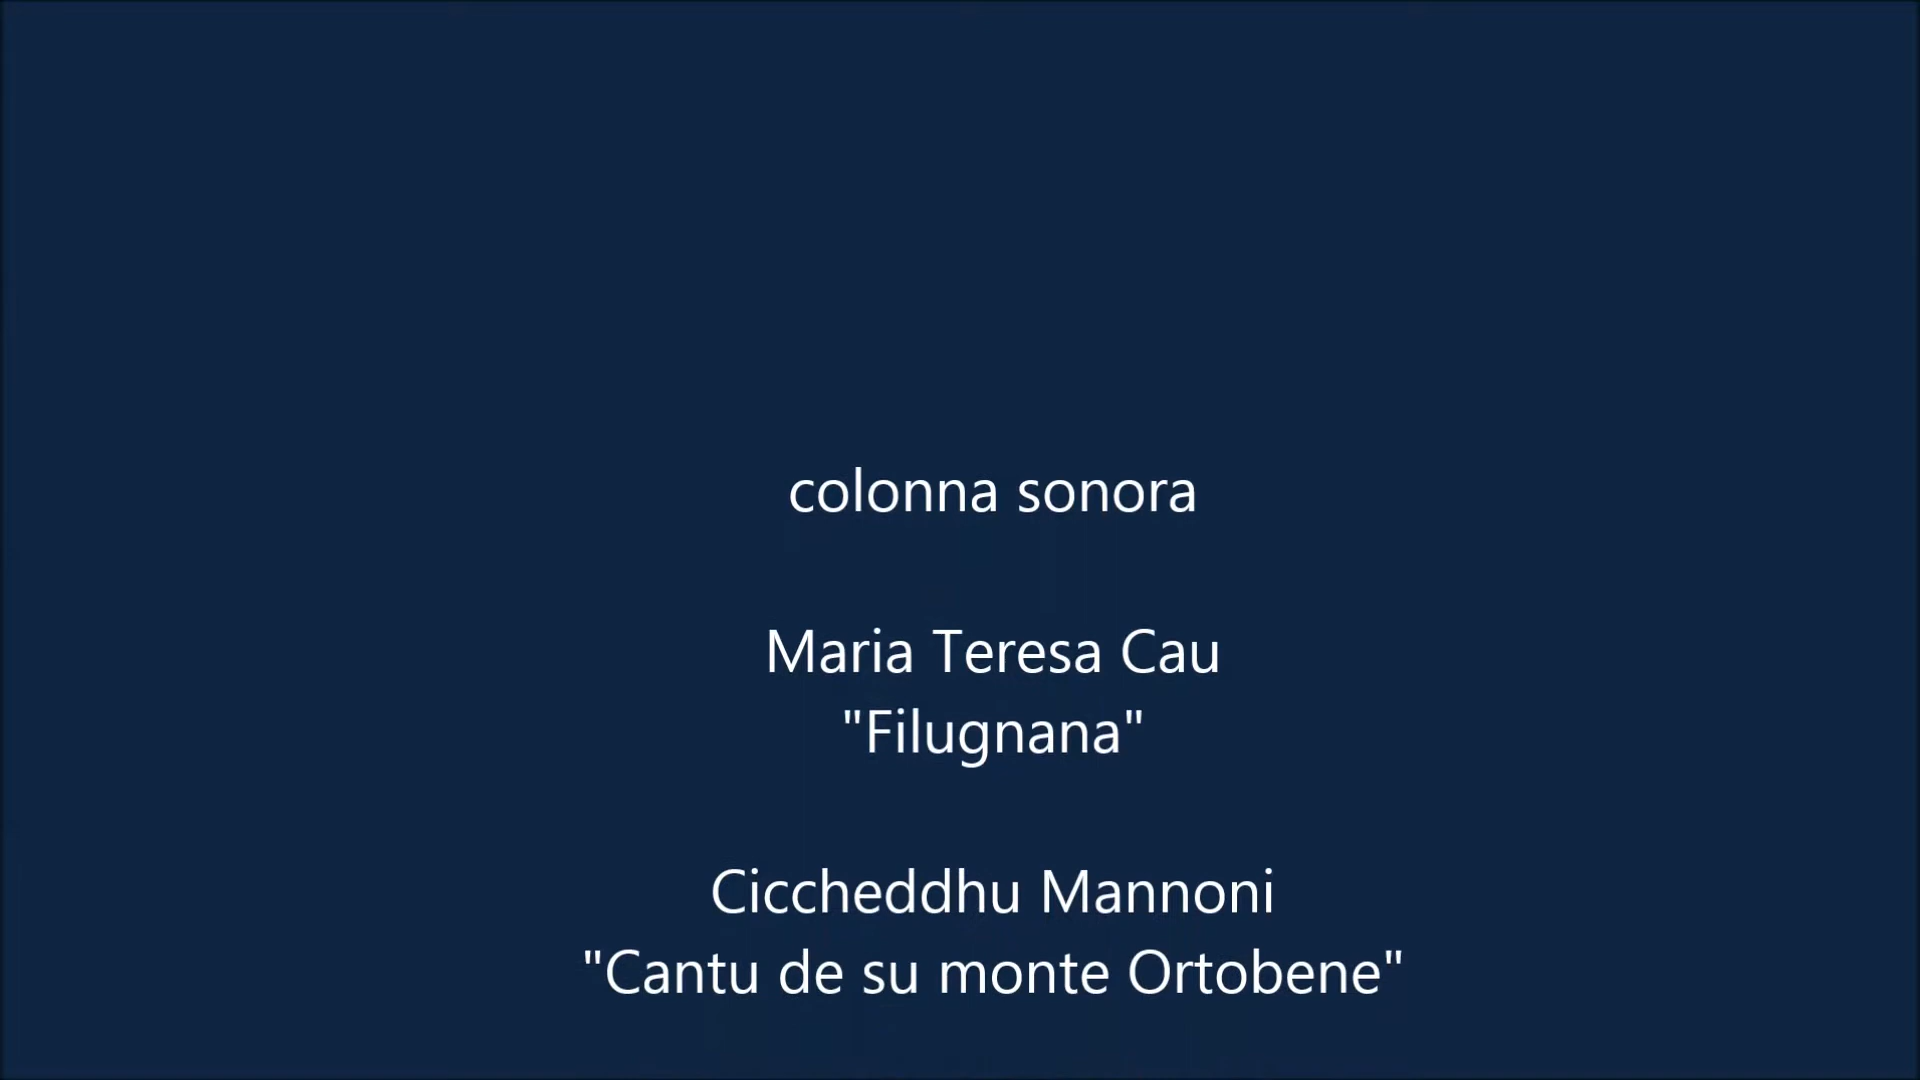 colonna sonora
Maria Teresa Cau
"Filugnana"
Ciccheddhu Mannoni
"Cantu de su monte Ortobene"